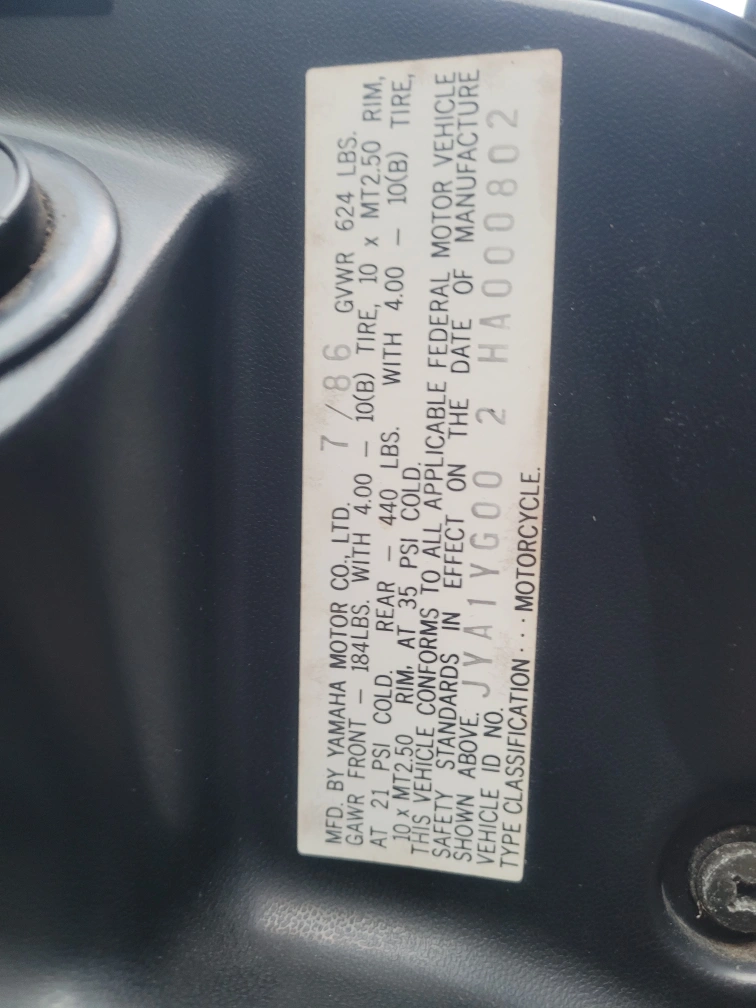 MFD. BY YAMAHA MOTOR CO., LTD. 7/86 GVWR 624 LBS.
GAWR FRONT — 184LBS. WITH 4.00 — 10(B) TIRE, 10 x MT2.50 RIM,
AT 21 PSI COLD. REAR — 440 LBS. WITH 4.00 — 10(B) TIRE,
10 x MT2.50 RIM, AT 35 PSI COLD.
THIS VEHICLE CONFORMS TO ALL APPLICABLE FEDERAL MOTOR VEHICLE
SAFETY STANDARDS IN EFFECT ON THE DATE OF MANUFACTURE
SHOWN ABOVE.
VEHICLE ID NO. JYA1YG00 2 HA000802
TYPE CLASSIFICATION · · · MOTORCYCLE.